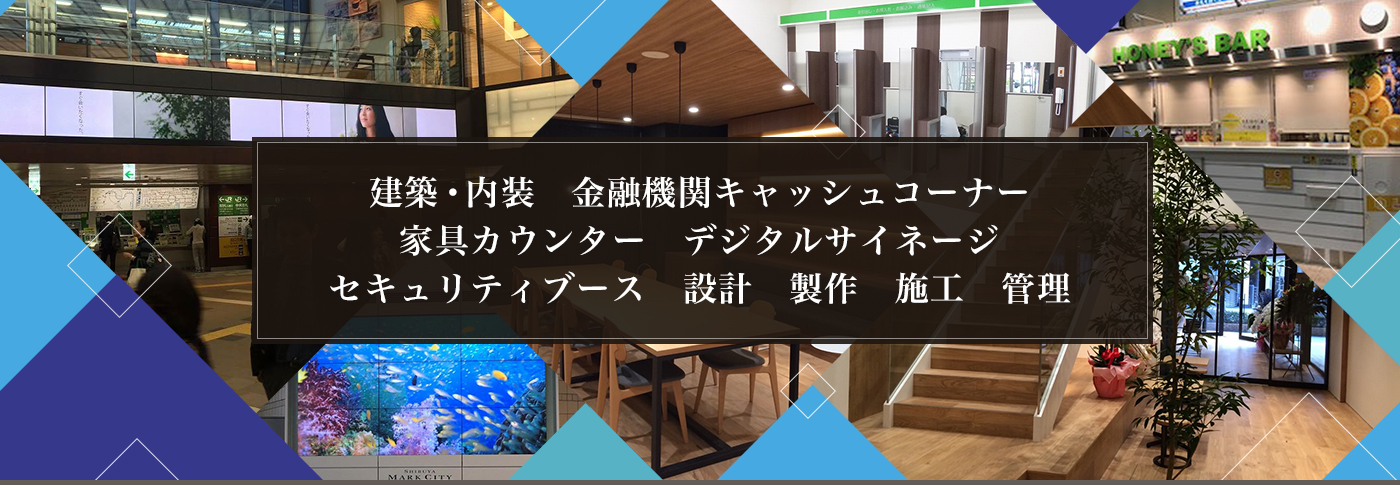 HONEY'S BAR
建築・内装　金融機関キャッシュコーナー
家具カウンター　デジタルサイネージ
セキュリティブース　設計　製作　施工　管理
SHIBUYA
MARK CITY